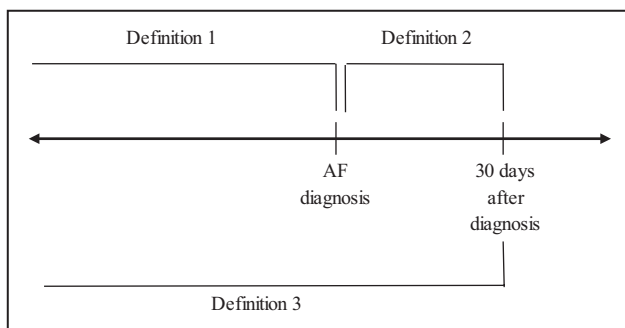 Definition 1
Definition 2
AF
diagnosis
30 days
after
diagnosis
Definition 3